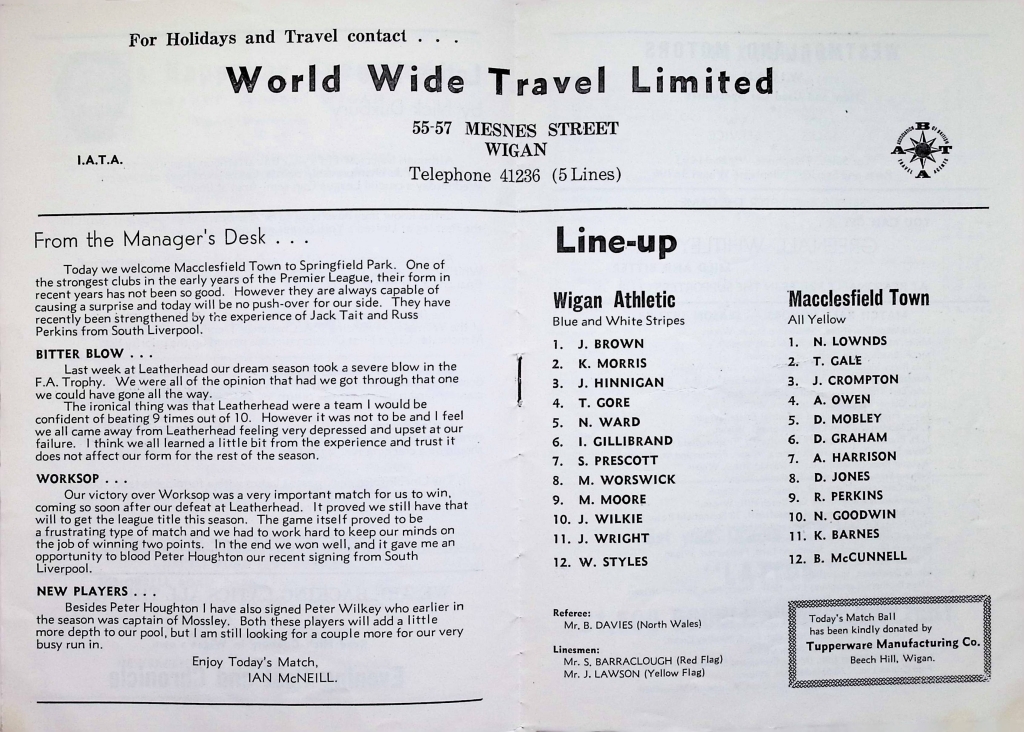 For Holidays and Travel contact . . .
World Wide Travel Limited
55-57 MESNES STREET
WIGAN
I.A.T.A.
Telephone 41236 (5 Lines)
ABTA
From the Manager's Desk . . .
Today we welcome Macclesfield Town to Springfield Park. One of
the strongest clubs in the early years of the Premier League, their form in
recent years has not been so good. However they are always capable of
causing a surprise and today will be no push-over for our side. They have
recently been strengthened by the experience of Jack Tait and Russ
Perkins from South Liverpool.
BITTER BLOW . . .
Last week at Leatherhead our dream season took a severe blow in the
F.A. Trophy. We were all of the opinion that had we got through that one
we could have gone all the way.
The ironical thing was that Leatherhead were a team I would be
confident of beating 9 times out of 10. However it was not to be and I feel
we all came away from Leatherhead feeling very depressed and upset at our
failure. I think we all learned a little bit from the experience and trust it
does not affect our form for the rest of the season.
WORKSOP . . .
Our victory over Worksop was a very important match for us to win,
coming so soon after our defeat at Leatherhead. It proved we still have that
will to get the league title this season. The game itself proved to be
a frustrating type of match and we had to work hard to keep our minds on
the job of winning two points. In the end we won well, and it gave me an
opportunity to blood Peter Houghton our recent signing from South
Liverpool.
NEW PLAYERS . . .
Besides Peter Houghton I have also signed Peter Wilkey who earlier in
the season was captain of Mossley. Both these players will add a little
more depth to our pool, but I am still looking for a couple more for our very
busy run in.
Enjoy Today's Match,
IAN McNEILL.
Line-up
Wigan Athletic
Blue and White Stripes
1. J. BROWN
2. K. MORRIS
3. J. HINNIGAN
4. T. GORE
5. N. WARD
6. I. GILLIBRAND
7. S. PRESCOTT
8. M. WORSWICK
9. M. MOORE
10. J. WILKIE
11. J. WRIGHT
12. W. STYLES
Macclesfield Town
All Yellow
1. N. LOWNDS
2. T. GALE
3. J. CROMPTON
4. A. OWEN
5. D. MOBLEY
6. D. GRAHAM
7. A. HARRISON
8. D. JONES
9. R. PERKINS
10. N. GOODWIN
11. K. BARNES
12. B. McCUNNELL
Referee:
Mr. B. DAVIES (North Wales)
Linesmen:
Mr. S. BARRACLOUGH (Red Flag)
Mr. J. LAWSON (Yellow Flag)
Today's Match Ball
has been kindly donated by
Tupperware Manufacturing Co.
Beech Hill, Wigan.